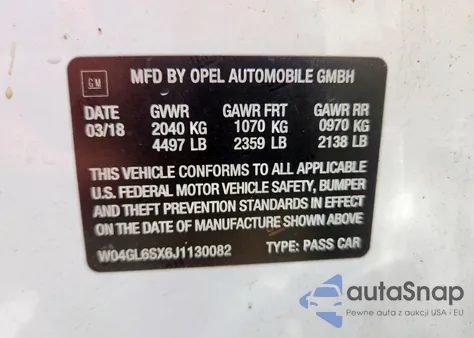 GM
MFD BY OPEL AUTOMOBILE GMBH
DATE GVWR GAWR FRT GAWR RR
03/18 2040 KG 1070 KG 0970 KG
4497 LB 2359 LB 2138 LB
THIS VEHICLE CONFORMS TO ALL APPLICABLE
U.S. FEDERAL MOTOR VEHICLE SAFETY, BUMPER
AND THEFT PREVENTION STANDARDS IN EFFECT
ON THE DATE OF MANUFACTURE SHOWN ABOVE
W04GL6SX6J1130082 TYPE: PASS CAR
autoSnap
Pewne auta z aukcji USA i EU